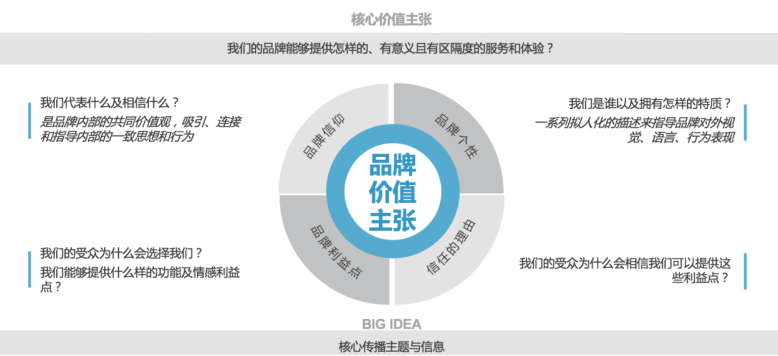 核心价值主张
我们的品牌能够提供怎样的、有意义且有区隔度的服务和体验？
我们代表什么及相信什么？
是品牌内部的共同价值观，吸引、连接
和指导内部的一致思想和行为
我们是谁以及拥有怎样的特质？
一系列拟人化的描述来指导品牌对外视
觉、语言、行为表现
品牌信仰
品牌个性
品牌
价值
主张
品牌利益点
信任的理由
我们的受众为什么会选择我们？
我们能够提供什么样的功能及情感利益
点？
我们的受众为什么会相信我们可以提供这
些利益点？
BIG IDEA
核心传播主题与信息